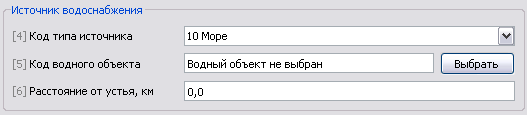 Источник водоснабжения
[4] Код типа источника 10 Море
[5] Код водного объекта Водный объект не выбран Выбрать
[6] Расстояние от устья, км 0,0